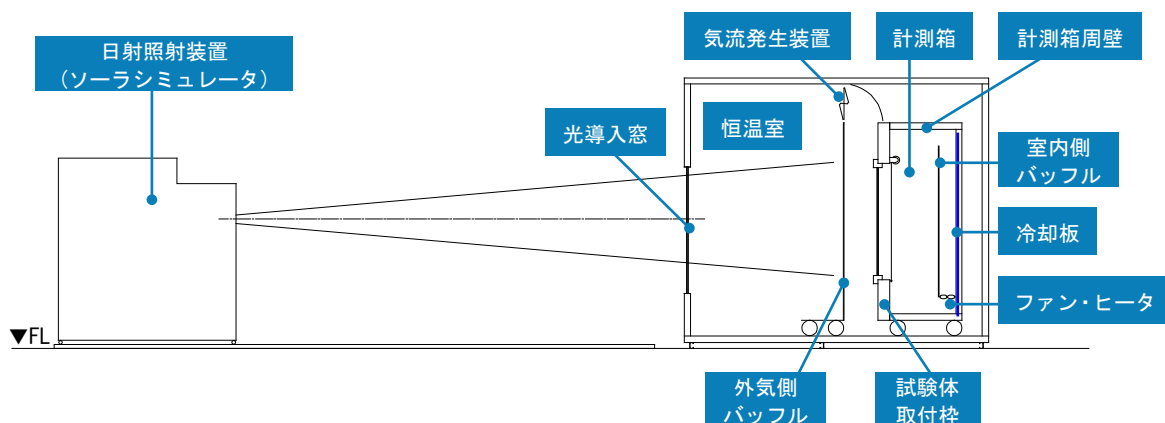 日射照射装置
（ソーラシミュレータ）
気流発生装置
計測箱
計測箱周壁
光導入窓
恒温室
室内側
バッフル
冷却板
ファン・ヒータ
▼FL
外気側
バッフル
試験体
取付枠